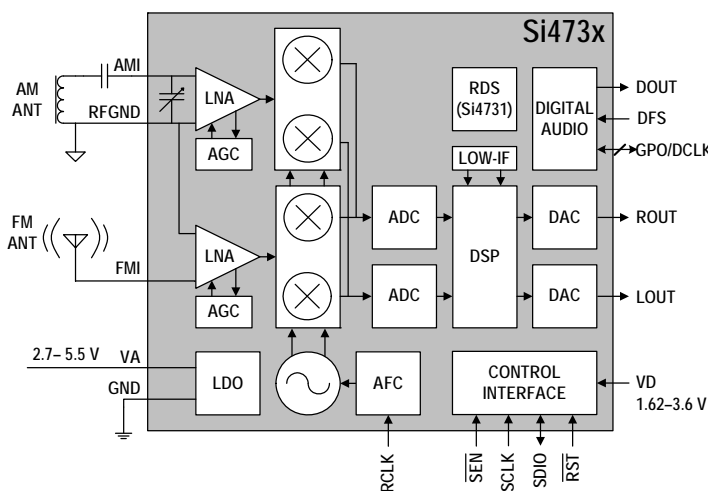 Si473x
AMI
AM
ANT
RFGND
LNA
AGC
RDS
(Si4731)
DIGITAL
AUDIO
DOUT
DFS
GPO/DCLK
LOW-IF
FM
ANT
FMI
LNA
AGC
ADC
ADC
DSP
DAC
DAC
ROUT
LOUT
2.7– 5.5 V
VA
GND
LDO
AFC
CONTROL
INTERFACE
VD
1.62–3.6 V
RCLK
SEN
SCLK
SDIO
RST